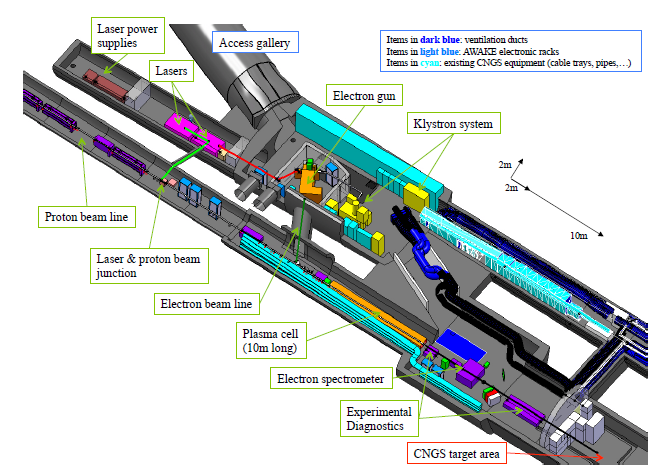 Laser power
supplies
Access gallery
Items in dark blue: ventilation ducts
Items in light blue: AWAKE electronic racks
Items in cyan: existing CNGS equipment (cable trays, pipes,…)
Lasers
Electron gun
Klystron system
2m
2m
10m
Proton beam line
Laser & proton beam
junction
Electron beam line
Plasma cell
(10m long)
Electron spectrometer
Experimental
Diagnostics
CNGS target area